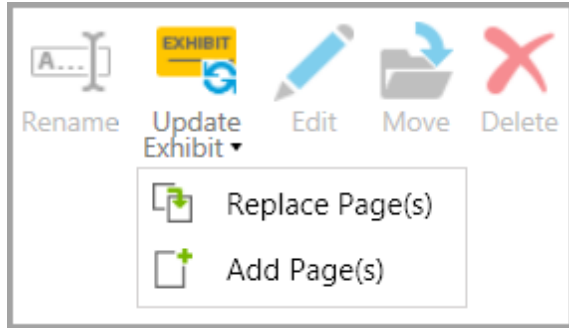 A...
EXHIBIT
Rename
Update
Exhibit
Edit
Move
Delete
Replace Page(s)
Add Page(s)